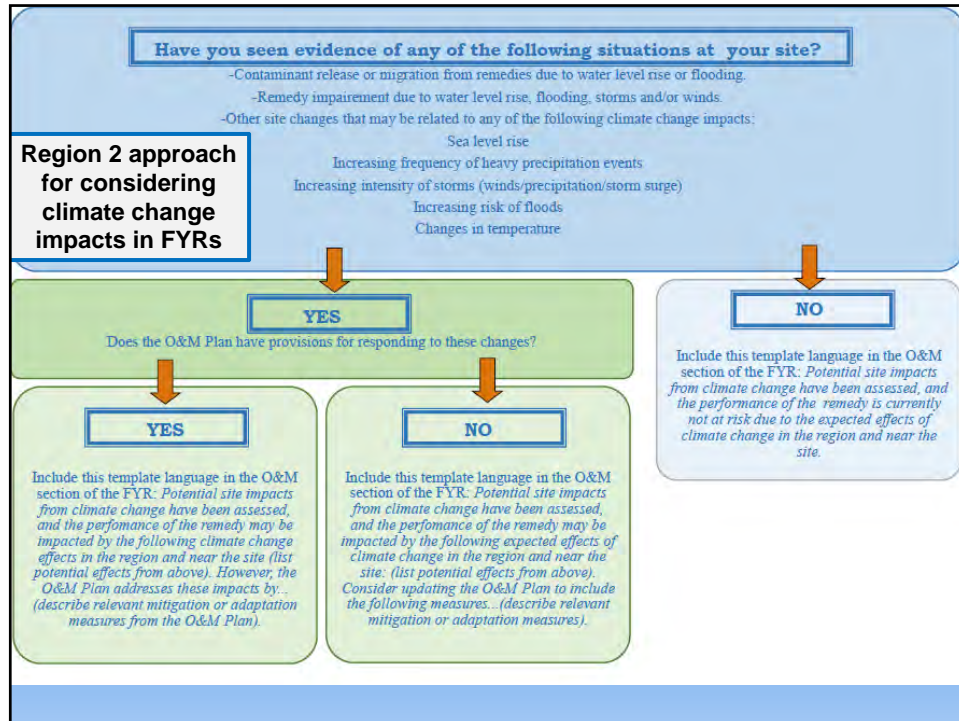 Have you seen evidence of any of the following situations at your site?
-Contaminant release or migration from remedies due to water level rise or flooding.
-Remedy impairment due to water level rise, flooding, storms and/or winds.
-Other site changes that may be related to any of the following climate change impacts:
Sea level rise
Increasing frequency of heavy precipitation events
Increasing intensity of storms (winds/precipitation/storm surge)
Increasing risk of floods
Changes in temperature
Region 2 approach
for considering
climate change
impacts in FYRs
YES
Does the O&M Plan have provisions for responding to these changes?
NO
Include this template language in the O&M
section of the FYR: Potential site impacts
from climate change have been assessed, and
the performance of the remedy is currently
not at risk due to the expected effects of
climate change in the region and near the
site.
YES
Include this template language in the O&M
section of the FYR: Potential site impacts
from climate change have been assessed,
and the perfomance of the remedy may be
impacted by the following climate change
effects in the region and near the site (list
potential effects from above). However, the
O&M Plan addresses these impacts by...
(describe relevant mitigation or adaptation
measures from the O&M Plan).
NO
Include this template language in the O&M
section of the FYR: Potential site impacts
from climate change have been assessed,
and the perfomance of the remedy may be
impacted by the following expected effects of
climate change in the region and near the
site: (list potential effects from above).
Consider updating the O&M Plan to include
the following measures...(describe relevant
mitigation or adaptation measures).